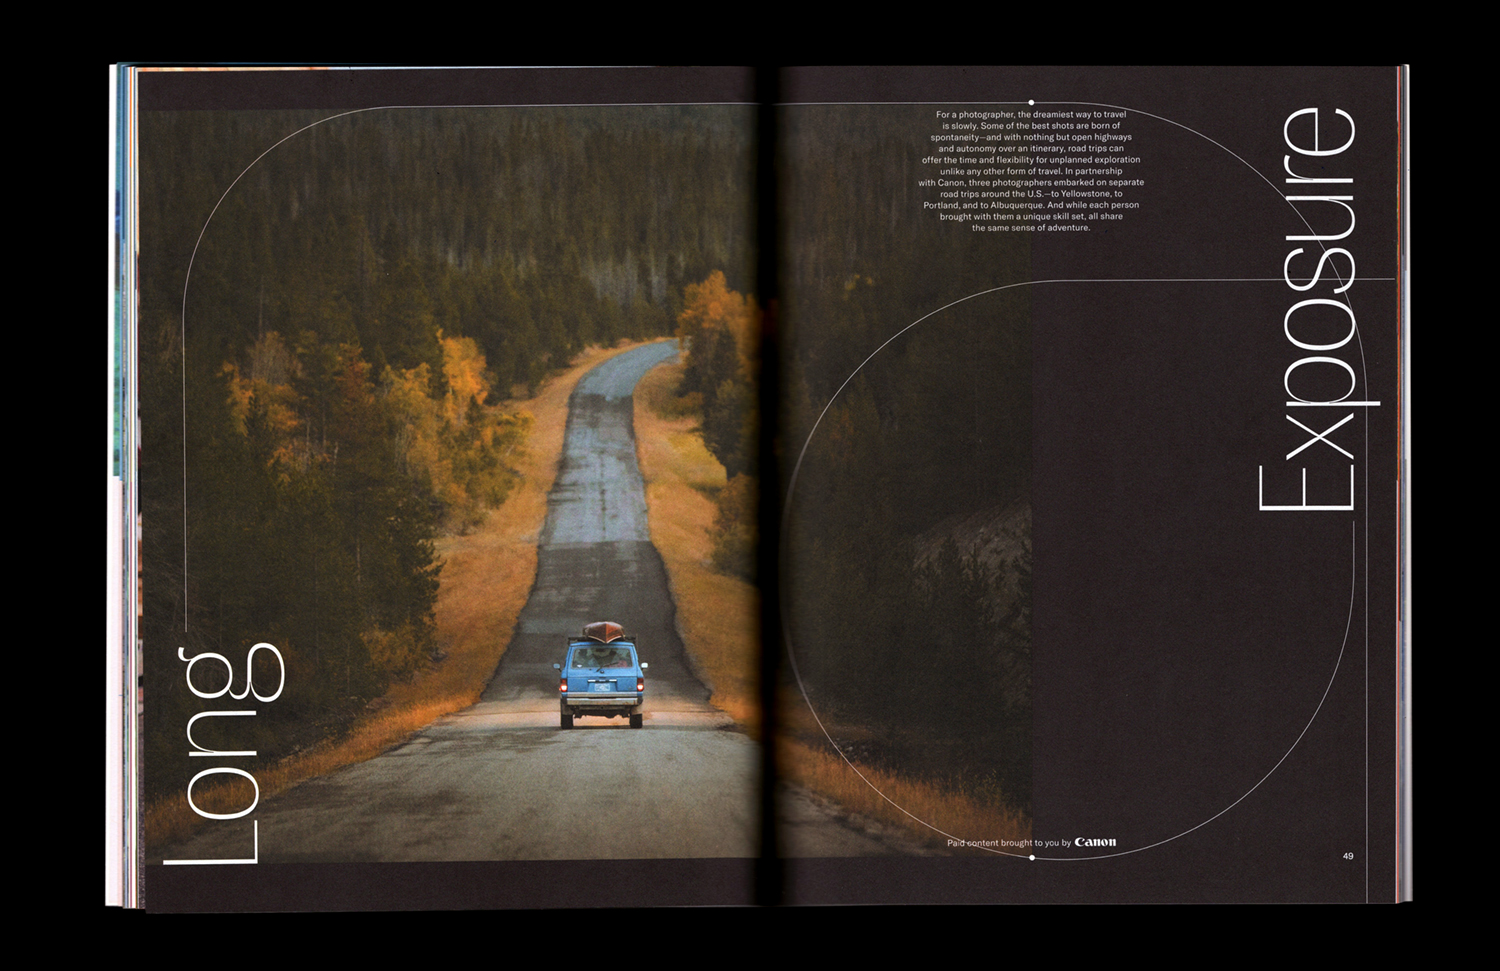 Long
Exposure
For a photographer, the dreamiest way to travel
is slowly. Some of the best shots are born of
spontaneity—and with nothing but open highways
and autonomy over an itinerary, road trips can
offer the time and flexibility for unplanned exploration
unlike any other form of travel. In partnership
with Canon, three photographers embarked on separate
road trips around the U.S.—to Yellowstone, to
Portland, and to Albuquerque. And while each person
brought with them a unique skill set, all share
the same sense of adventure.
Paid content brought to you by Canon
49